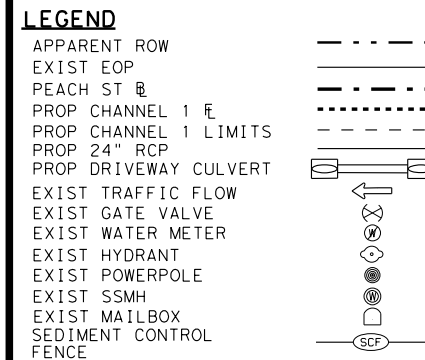 LEGEND
APPARENT ROW
EXIST EOP
PEACH ST ℄
PROP CHANNEL 1 FL
PROP CHANNEL 1 LIMITS
PROP 24" RCP
PROP DRIVEWAY CULVERT
EXIST TRAFFIC FLOW
EXIST GATE VALVE
EXIST WATER METER
W
EXIST HYDRANT
EXIST POWERPOLE
EXIST SSMH
W
EXIST MAILBOX
SEDIMENT CONTROL
FENCE
SCF